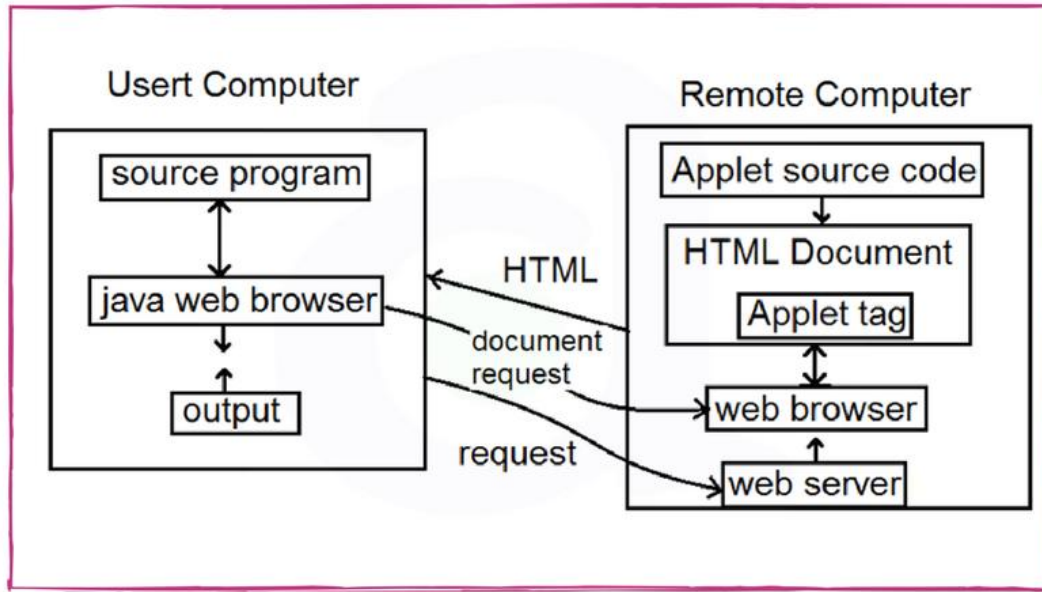 Usert Computer
source program
java web browser
output
HTML
document
request
request
Remote Computer
Applet source code
HTML Document
Applet tag
web browser
web server